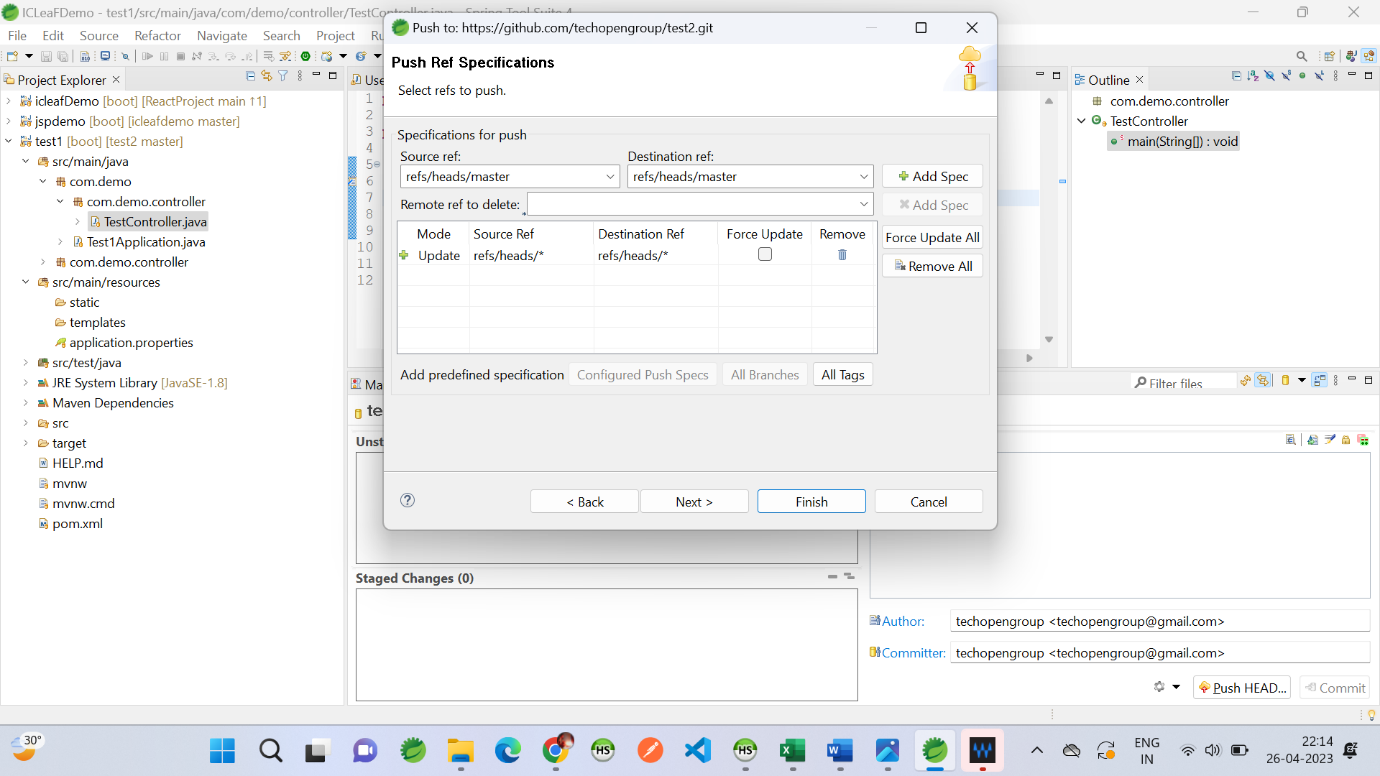 ICLeaFDemo - test1/src/main/java/com/demo/controller/TestController.java - Spring Tool Suite 4
File Edit Source Refactor Navigate Search Project
Project Explorer
icleafDemo [boot] [ReactProject main ↑1]
jspdemo [boot] [icleafdemo master]
test1 [boot] [test2 master]
src/main/java
com.demo
com.demo.controller
TestController.java
Test1Application.java
com.demo.controller
src/main/resources
static
templates
application.properties
src/test/java
JRE System Library [JavaSE-1.8]
Maven Dependencies
src
target
HELP.md
mvnw
mvnw.cmd
pom.xml
1
2
3
4
5
6
7
8
9
10
11
12
Push to: https://github.com/techopengroup/test2.git
Push Ref Specifications
Select refs to push.
Specifications for push
Source ref: Destination ref:
refs/heads/master refs/heads/master Add Spec
Remote ref to delete: Add Spec
Mode Source Ref Destination Ref Force Update Remove
Update refs/heads/* refs/heads/*
Force Update All
Remove All
Add predefined specification Configured Push Specs All Branches All Tags
< Back Next > Finish Cancel
Outline
com.demo.controller
TestController
main(String[]) : void
Filter files
Staged Changes (0)
Author: techopengroup <techopengroup@gmail.com>
Committer: techopengroup <techopengroup@gmail.com>
Push HEAD... Commit
30°
ENG
IN
22:14
26-04-2023